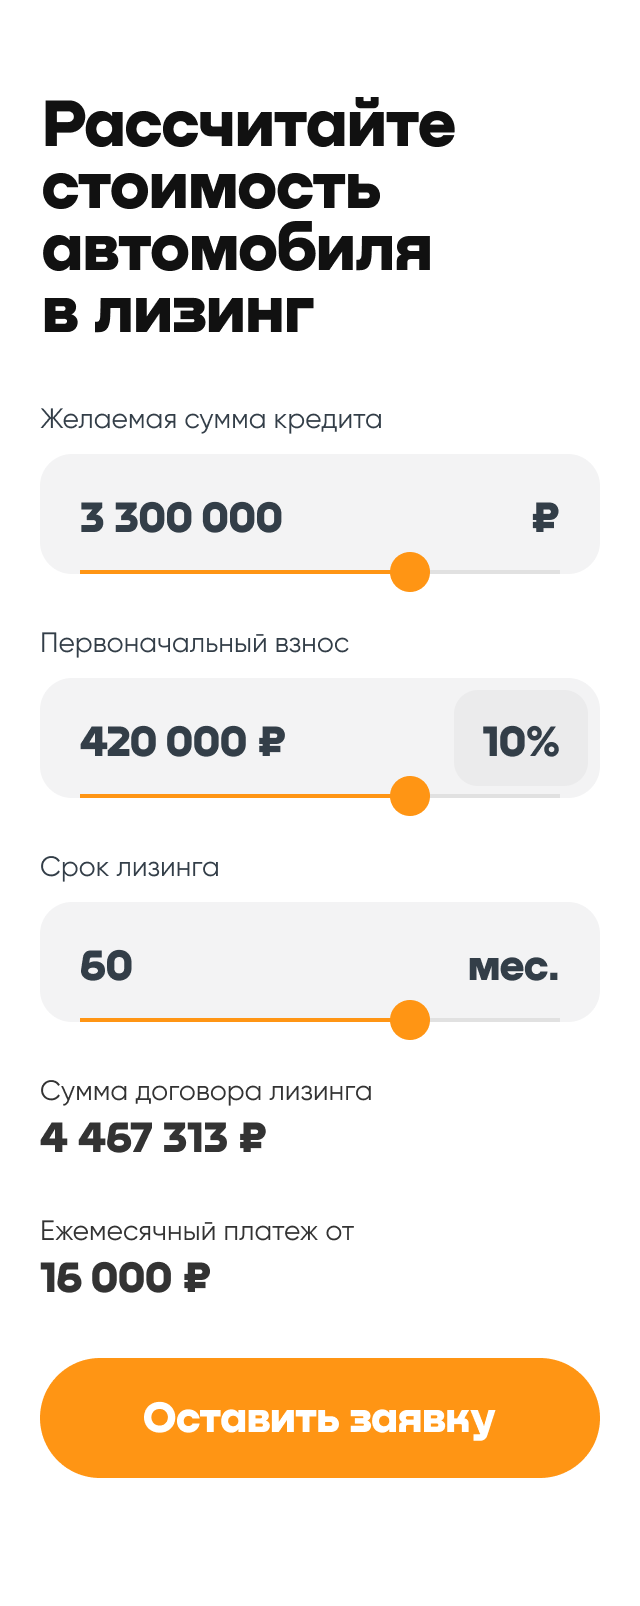 Рассчитайте
стоимость
автомобиля
в лизинг
Желаемая сумма кредита
3 300 000 ₽
Первоначальный взнос
420 000 ₽ 10%
Срок лизинга
60 мес.
Сумма договора лизинга
4 467 313 ₽
Ежемесячный платеж от
16 000 ₽
Оставить заявку